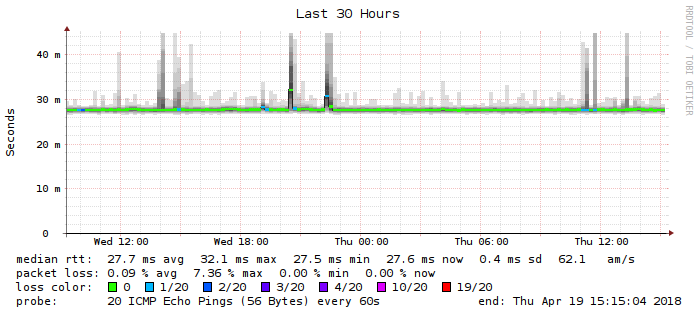 Last 30 Hours
RRDTOOL / TOBI OETIKER
Seconds
40 m
30 m
20 m
10 m
0
Wed 12:00 Wed 18:00 Thu 00:00 Thu 06:00 Thu 12:00
median rtt: 27.7 ms avg 32.1 ms max 27.5 ms min 27.6 ms now 0.4 ms sd 62.1 am/s
packet loss: 0.09 % avg 7.36 % max 0.00 % min 0.00 % now
loss color: 0 1/20 2/20 3/20 4/20 10/20 19/20
probe: 20 ICMP Echo Pings (56 Bytes) every 60s end: Thu Apr 19 15:15:04 2018